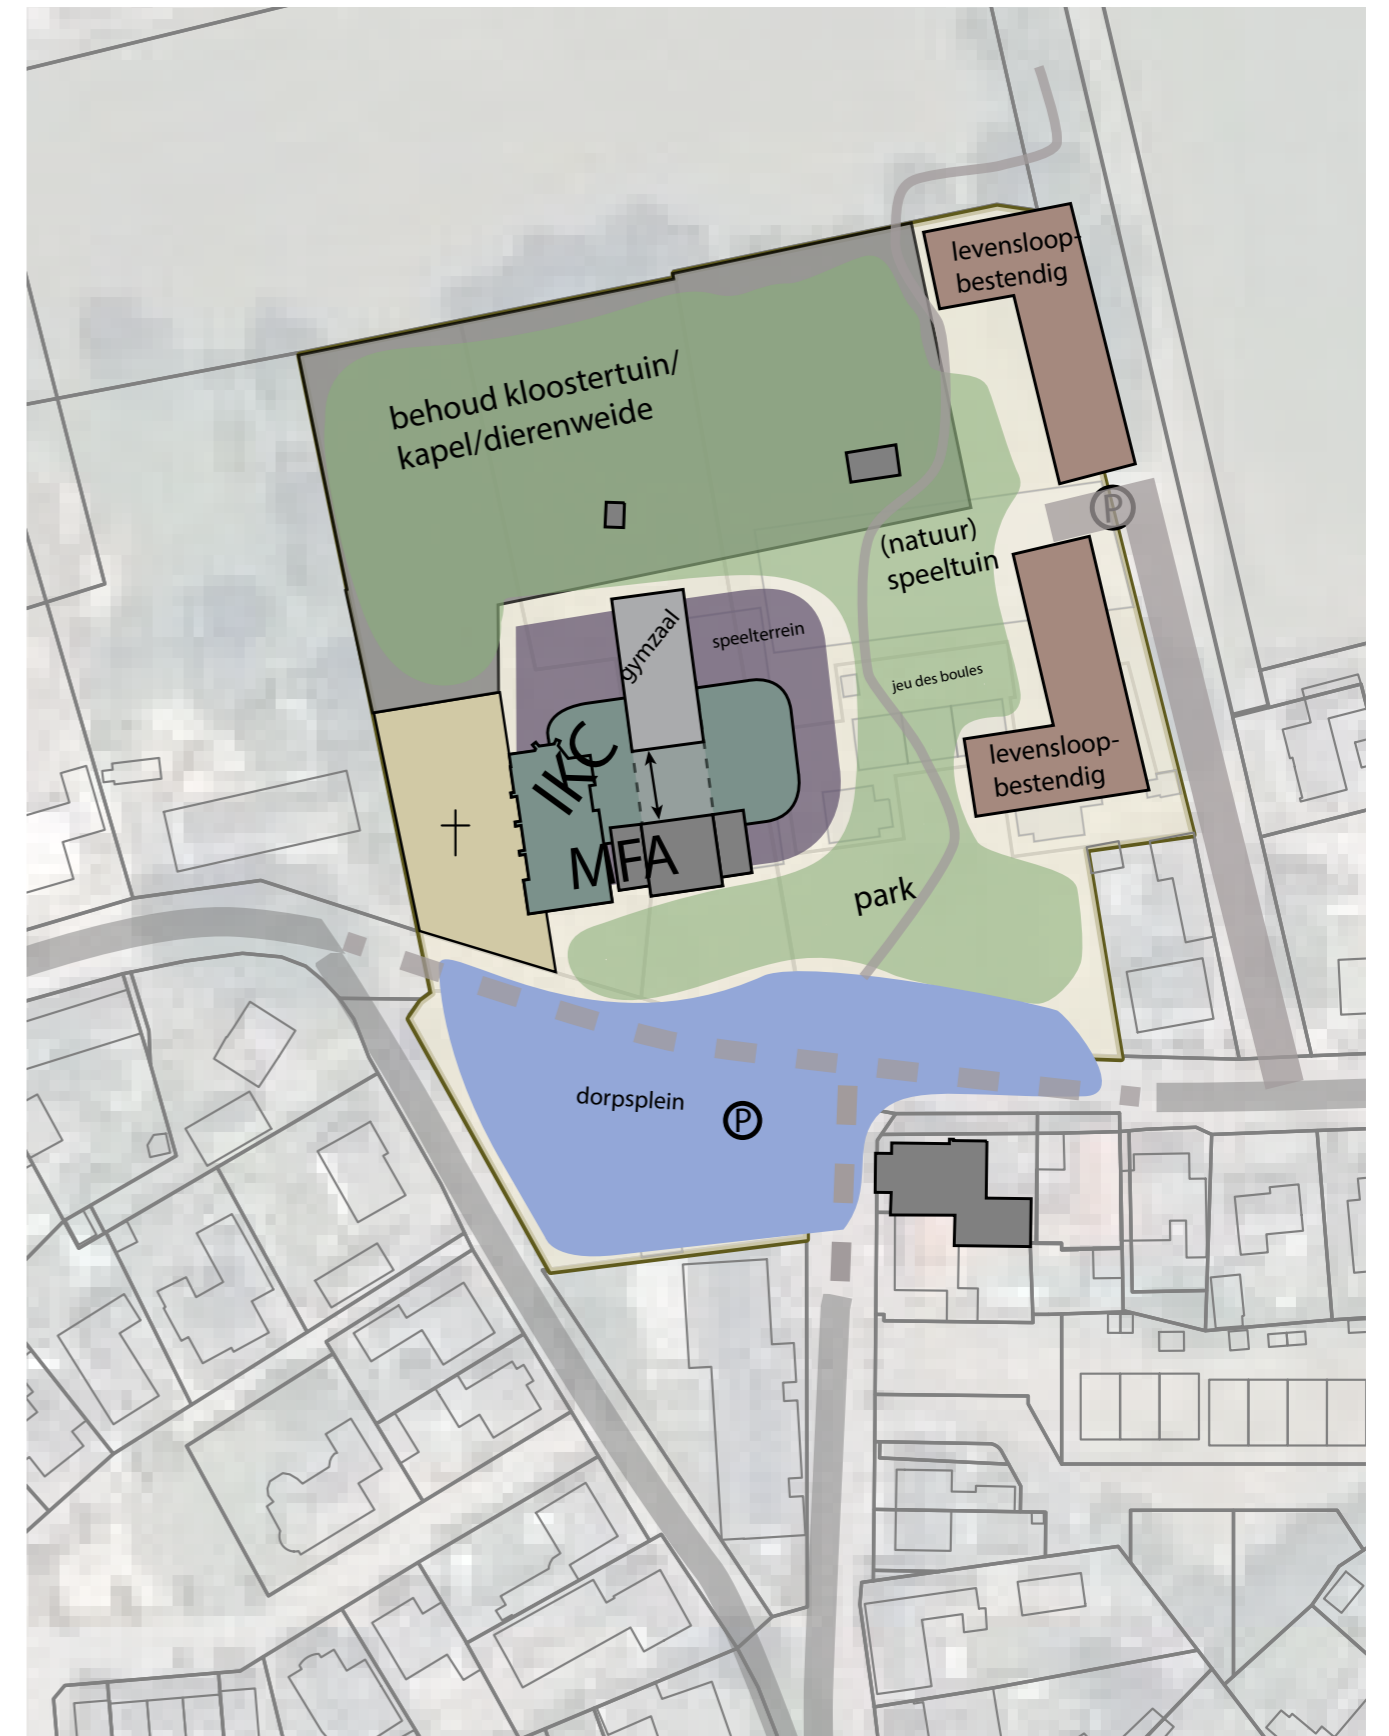 levensloop-
bestendig
behoud kloostertuin/
kapel/dierenweide
P
(natuur)
speeltuin
gymzaal
speelterrein
jeu des boules
IKC
levensloop-
bestendig
MFA
park
dorpsplein
P